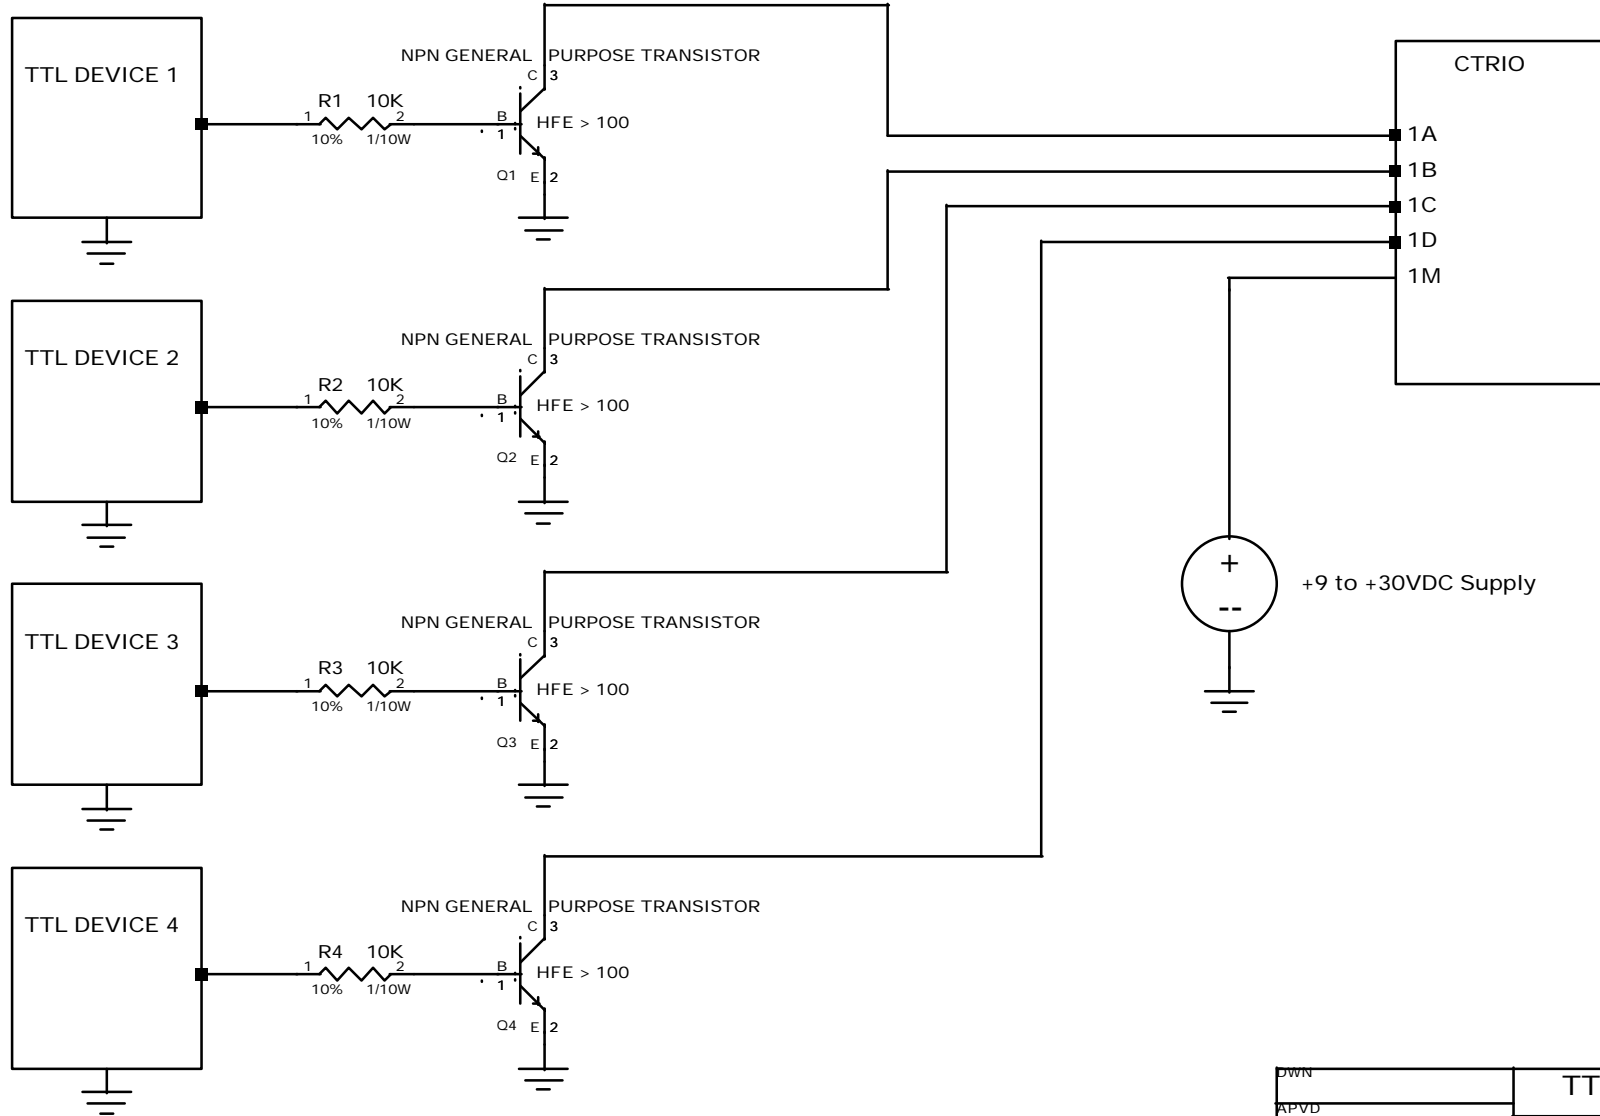 TTL DEVICE 1
R1 10K
1 2
10% 1/10W
NPN GENERAL PURPOSE TRANSISTOR
C 3
B
1
HFE > 100
Q1 E 2
CTRIO
1A
1B
1C
1D
1M
TTL DEVICE 2
R2 10K
1 2
10% 1/10W
NPN GENERAL PURPOSE TRANSISTOR
C 3
B
1
HFE > 100
Q2 E 2
+
--
+9 to +30VDC Supply
TTL DEVICE 3
R3 10K
1 2
10% 1/10W
NPN GENERAL PURPOSE TRANSISTOR
C 3
B
1
HFE > 100
Q3 E 2
TTL DEVICE 4
R4 10K
1 2
10% 1/10W
NPN GENERAL PURPOSE TRANSISTOR
C 3
B
1
HFE > 100
Q4 E 2
DWN
TT
APVD